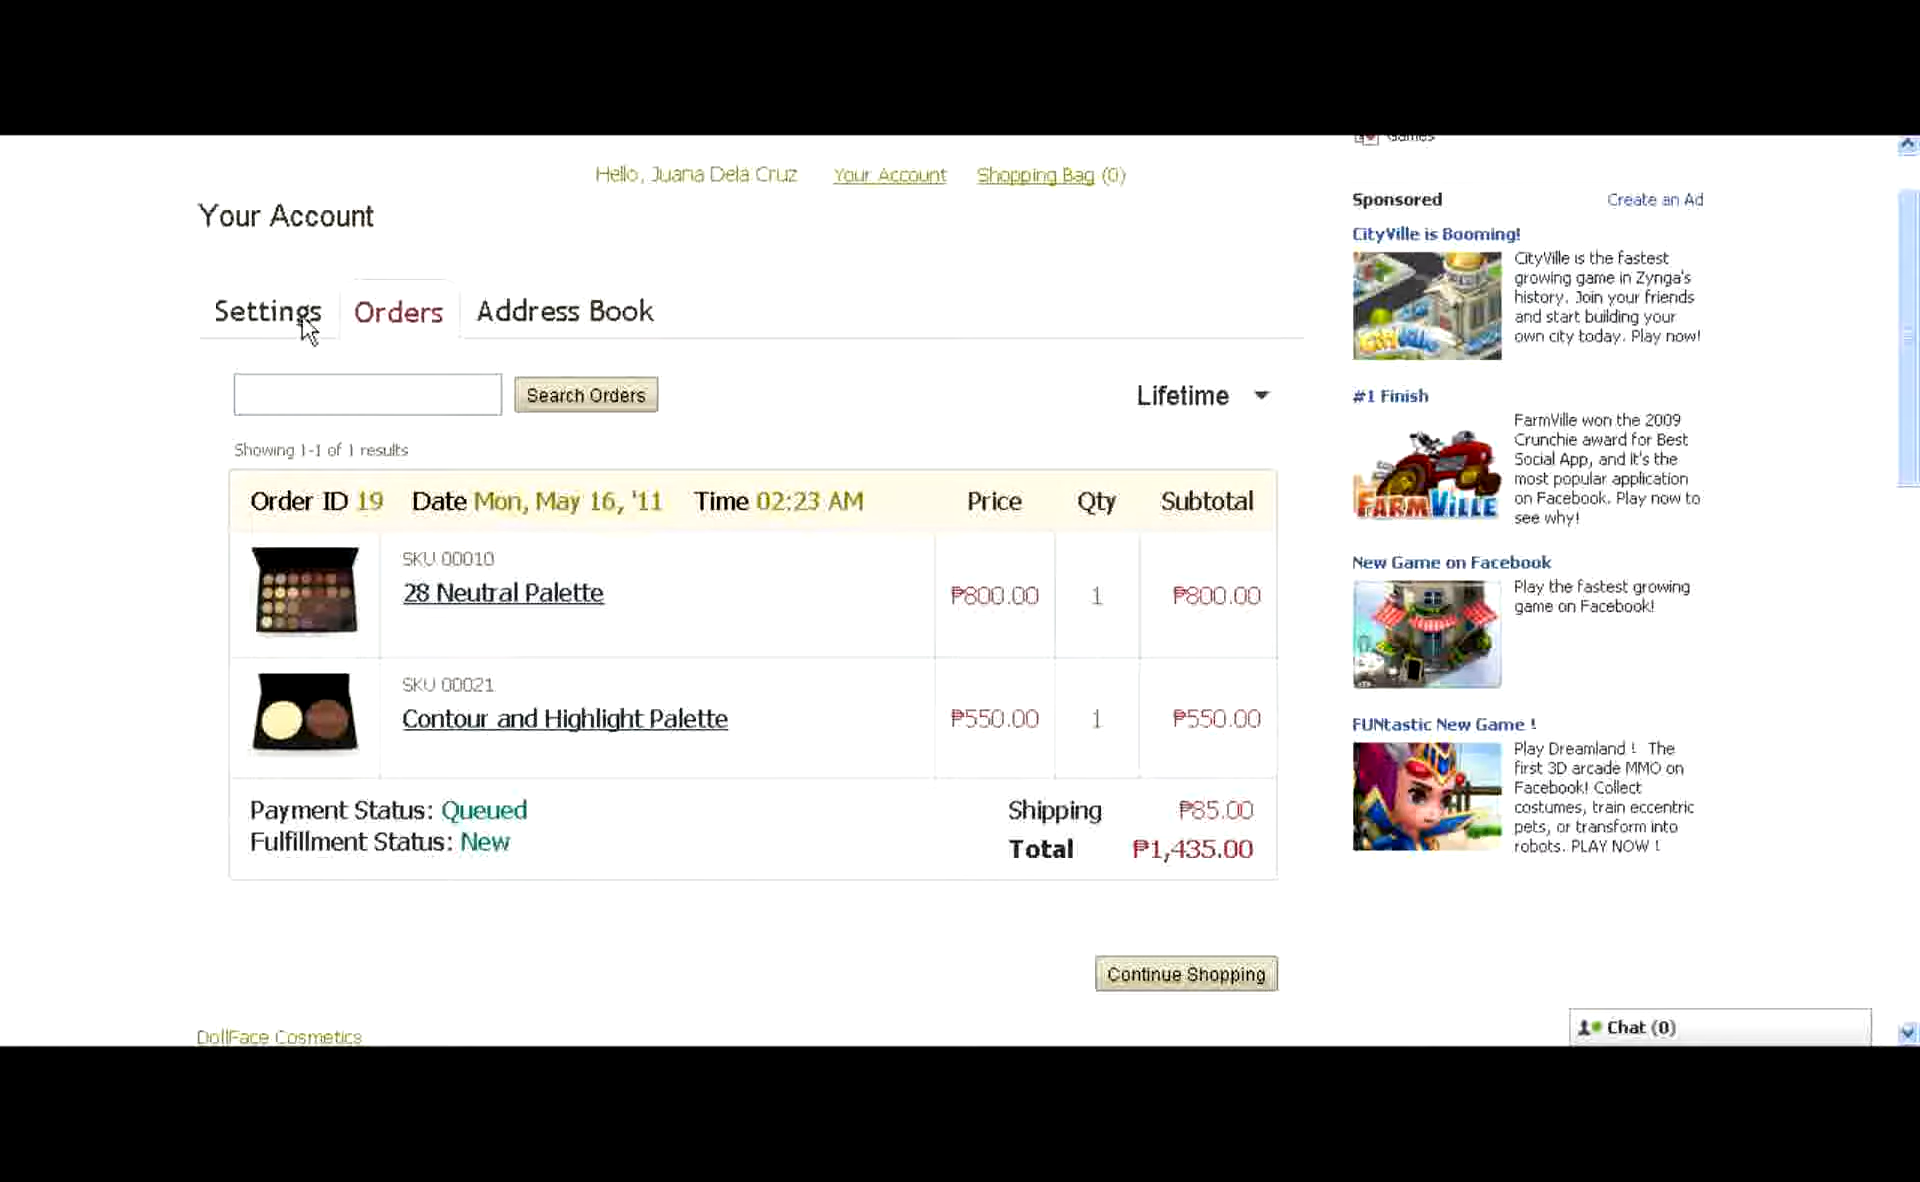 Games
Hello, Juana Dela Cruz Your Account Shopping Bag (0)
Your Account
Settings Orders Address Book
Search Orders Lifetime
Showing 1-1 of 1 results
Order ID 19 Date Mon, May 16, '11 Time 02:23 AM Price Qty Subtotal
SKU 00010
28 Neutral Palette ₱800.00 1 ₱800.00
SKU 00021
Contour and Highlight Palette ₱550.00 1 ₱550.00
Payment Status: Queued Shipping ₱85.00
Fulfillment Status: New Total ₱1,435.00
Continue Shopping
DollFace Cosmetics
Sponsored Create an Ad
CityVille is Booming!
CityVille is the fastest
growing game in Zynga's
history. Join your friends
and start building your
own city today. Play now!
CityVille
#1 Finish
FarmVille won the 2009
Crunchie award for Best
Social App, and it's the
most popular application
on Facebook. Play now to
see why!
FARMVILLE
New Game on Facebook
Play the fastest growing
game on Facebook!
FUNtastic New Game !
Play Dreamland ! The
first 3D arcade MMO on
Facebook! Collect
costumes, train eccentric
pets, or transform into
robots. PLAY NOW !
Chat (0)